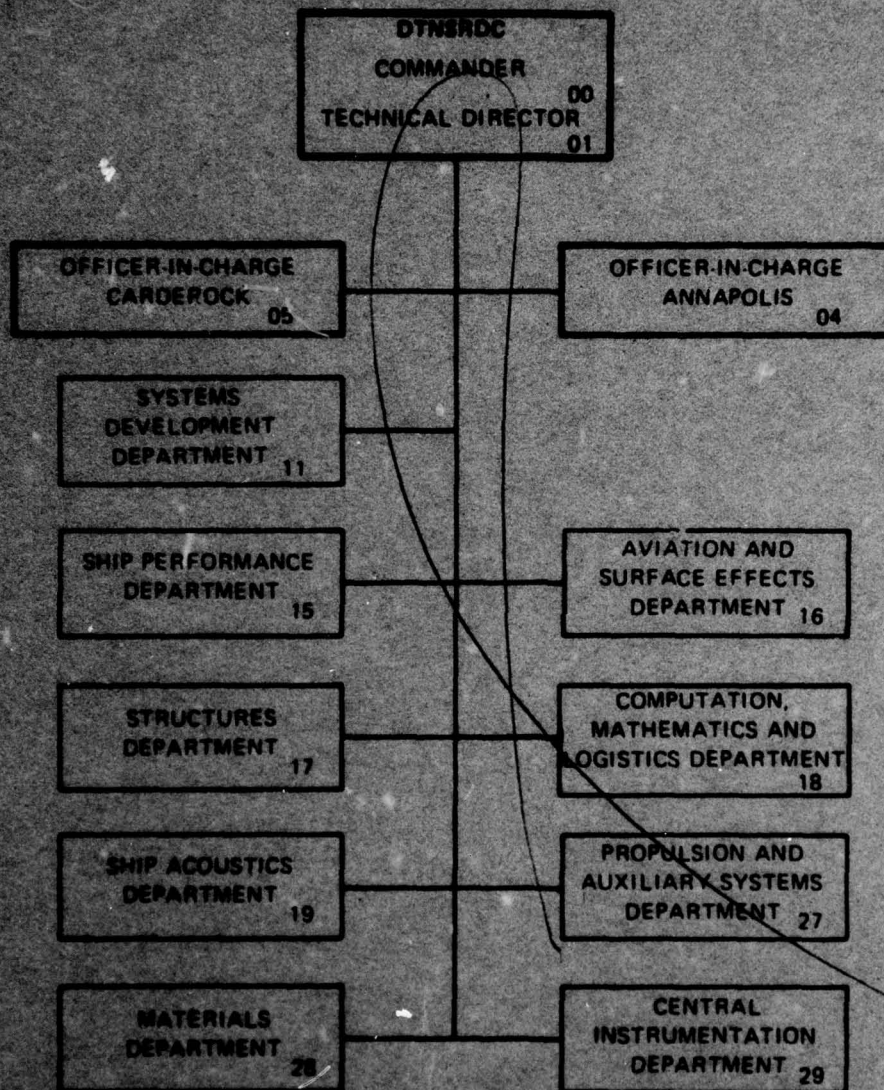 DTNSRDC
COMMANDER
00
TECHNICAL DIRECTOR
01
OFFICER-IN-CHARGE
CARDEROCK
05
OFFICER-IN-CHARGE
ANNAPOLIS
04
SYSTEMS
DEVELOPMENT
DEPARTMENT 11
SHIP PERFORMANCE
DEPARTMENT 15
AVIATION AND
SURFACE EFFECTS
DEPARTMENT 16
STRUCTURES
DEPARTMENT
17
COMPUTATION,
MATHEMATICS AND
LOGISTICS DEPARTMENT
18
SHIP ACOUSTICS
DEPARTMENT
19
PROPULSION AND
AUXILIARY SYSTEMS
DEPARTMENT 27
MATERIALS
DEPARTMENT
28
CENTRAL
INSTRUMENTATION
DEPARTMENT 29